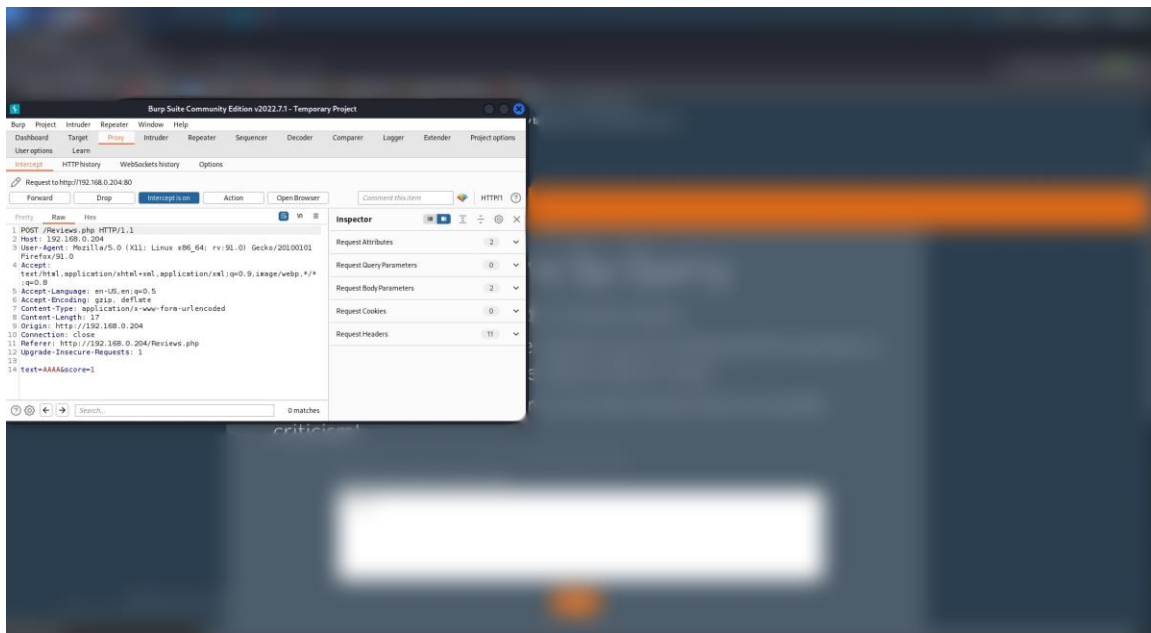 Burp Suite Community Edition v2022.7.1 - Temporary Project
Burp Project Intruder Repeater Window Help
Dashboard Target Proxy Intruder Repeater Sequencer Decoder Comparer Logger Extender Project options
User options Learn
Intercept HTTP history WebSockets history Options
Request to http://192.168.0.204:80
Forward Drop Intercept is on Action Open Browser Comment this item HTTP/1
Pretty Raw Hex \n
Inspector
1 POST /Reviews.php HTTP/1.1
2 Host: 192.168.0.204
3 User-Agent: Mozilla/5.0 (X11; Linux x86_64; rv:91.0) Gecko/20100101
Firefox/91.0
4 Accept:
text/html,application/xhtml+xml,application/xml;q=0.9,image/webp,*/*
;q=0.8
5 Accept-Language: en-US,en;q=0.5
6 Accept-Encoding: gzip, deflate
7 Content-Type: application/x-www-form-urlencoded
8 Content-Length: 17
9 Origin: http://192.168.0.204
10 Connection: close
11 Referer: http://192.168.0.204/Reviews.php
12 Upgrade-Insecure-Requests: 1
13
14 text=AAAA&score=1
Request Attributes 2
Request Query Parameters 0
Request Body Parameters 2
Request Cookies 0
Request Headers 11
Search... 0 matches